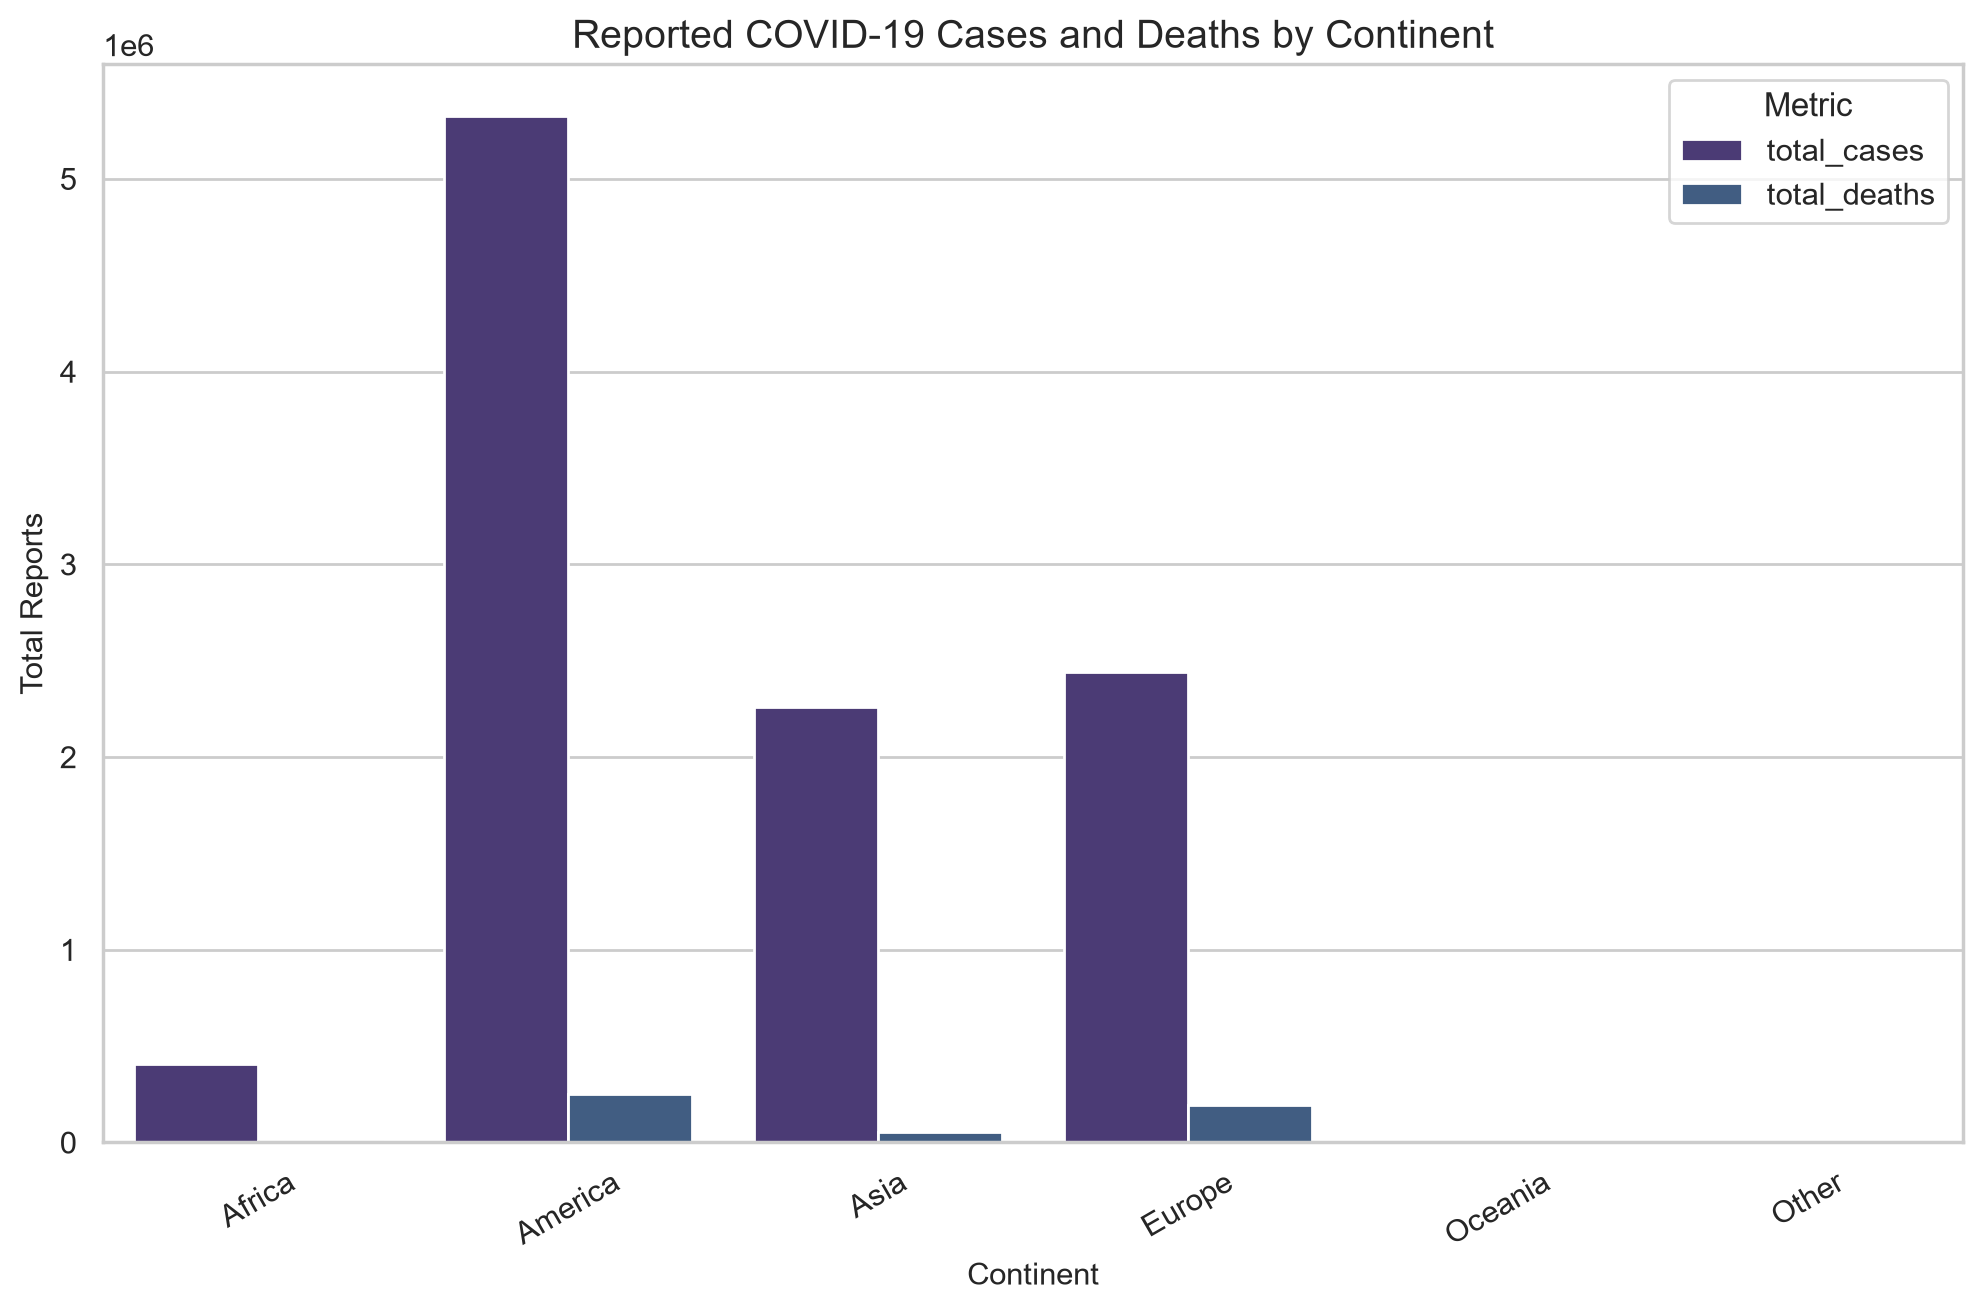 Reported COVID-19 Cases and Deaths by Continent
1e6
Metric
total_cases
total_deaths
5
4
3
2
1
0
Total Reports
Africa
America
Asia
Europe
Oceania
Other
Continent